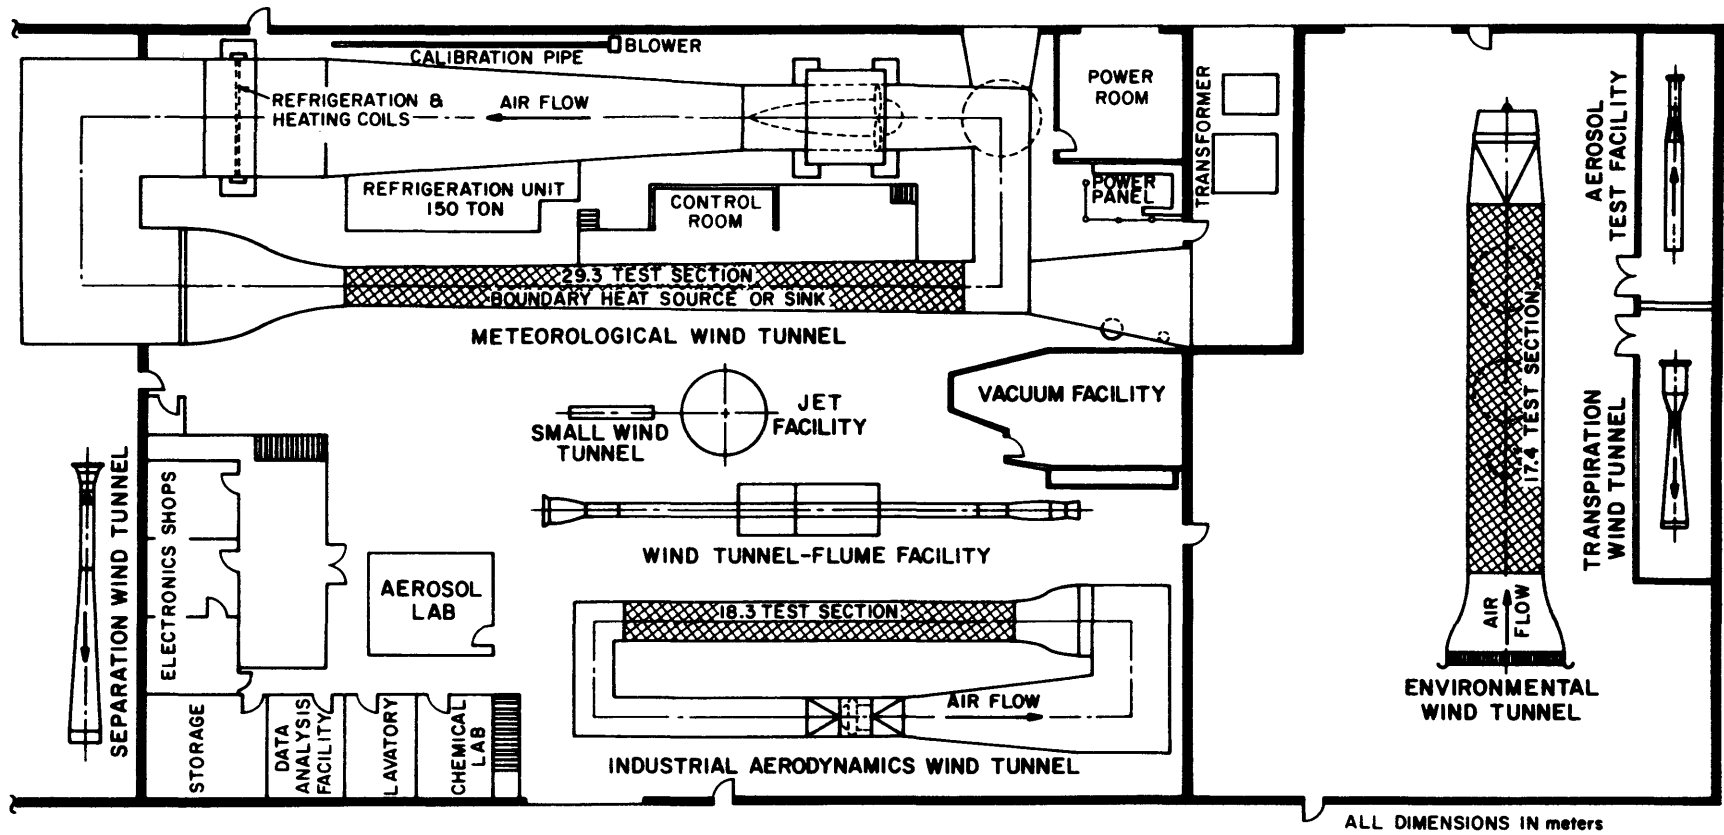 CALIBRATION PIPE
BLOWER
REFRIGERATION &
HEATING COILS
AIR FLOW
POWER
ROOM
TRANSFORMER
AEROSOL
TEST FACILITY
REFRIGERATION UNIT
150 TON
CONTROL
ROOM
POWER
PANEL
29.3 TEST SECTION
BOUNDARY HEAT SOURCE OR SINK
METEOROLOGICAL WIND TUNNEL
17.4 TEST SECTION
VACUUM FACILITY
JET
FACILITY
SMALL WIND
TUNNEL
TRANSPIRATION
WIND TUNNEL
SEPARATION WIND TUNNEL
ELECTRONICS SHOPS
WIND TUNNEL-FLUME FACILITY
AEROSOL
LAB
18.3 TEST SECTION
AIR
FLOW
ENVIRONMENTAL
WIND TUNNEL
STORAGE
DATA
ANALYSIS
FACILITY
LAVATORY
CHEMICAL
LAB
AIR FLOW
INDUSTRIAL AERODYNAMICS WIND TUNNEL
ALL DIMENSIONS IN meters